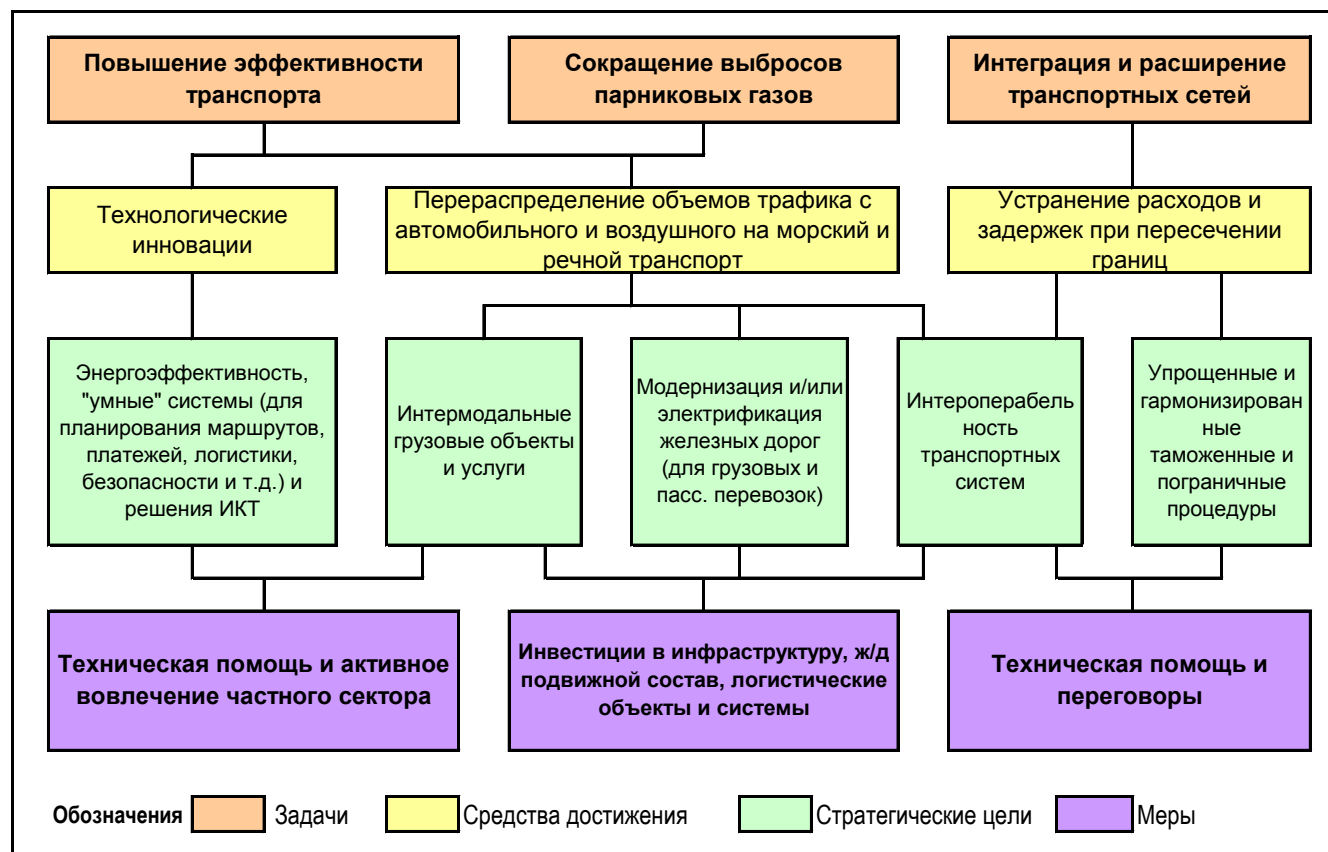 Повышение эффективности
транспорта
Сокращение выбросов
парниковых газов
Интеграция и расширение
транспортных сетей
Технологические
инновации
Перераспределение объемов трафика с
автомобильного и воздушного на морский и
речной транспорт
Устранение расходов и
задержек при пересечении
границ
Энергоэффективность,
"умные" системы (для
планирования маршрутов,
платежей, логистики,
безопасности и т.д.) и
решения ИКТ
Интермодальные
грузовые объекты
и услуги
Модернизация и/или
электрификация
железных дорог
(для грузовых и
пасс. перевозок)
Интероперабель
ность
транспортных
систем
Упрощенные и
гармонизирован
ные
таможенные и
пограничные
процедуры
Техническая помощь и активное
вовлечение частного сектора
Инвестиции в инфраструктуру, ж/д
подвижной состав, логистические
объекты и системы
Техническая помощь и
переговоры
Обозначения Задачи Средства достижения Стратегические цели Меры